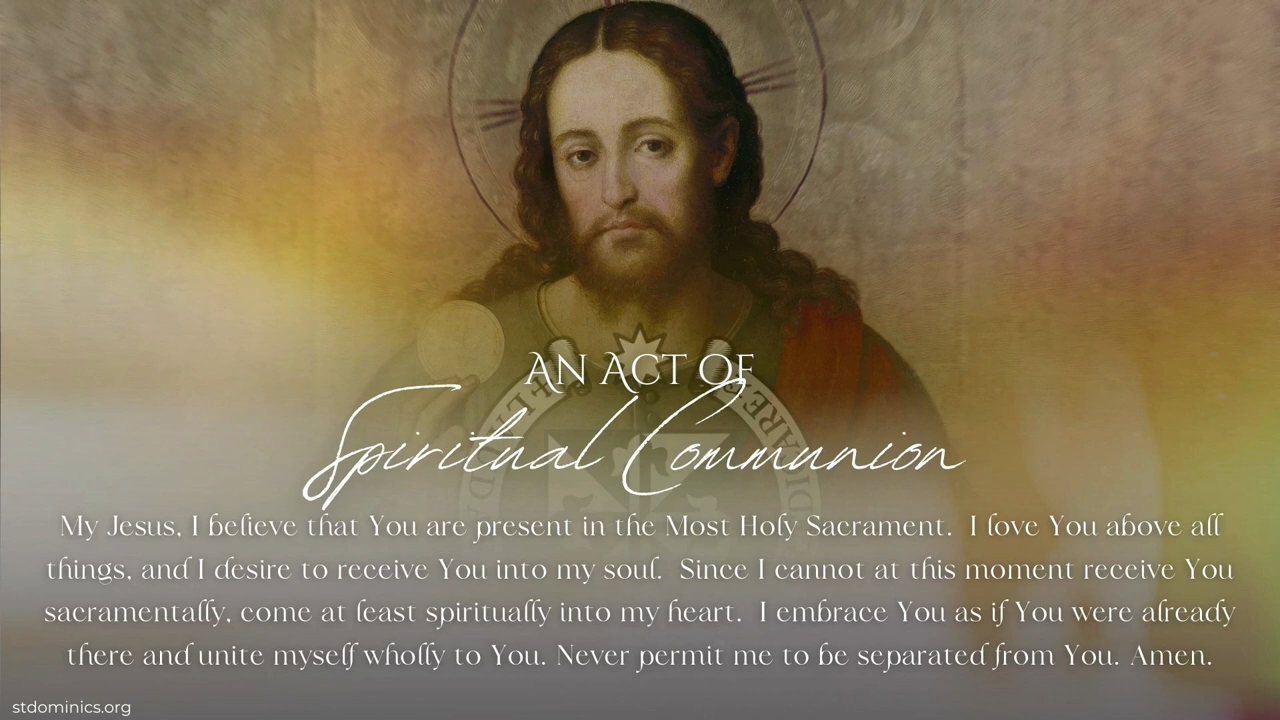 AN ACT OF
Spiritual Communion
My Jesus, I believe that You are present in the Most Holy Sacrament.  I love You above all
things, and I desire to receive You into my soul.  Since I cannot at this moment receive You
sacramentally, come at least spiritually into my heart.  I embrace You as if You were already
there and unite myself wholly to You. Never permit me to be separated from You. Amen.
stdominics.org